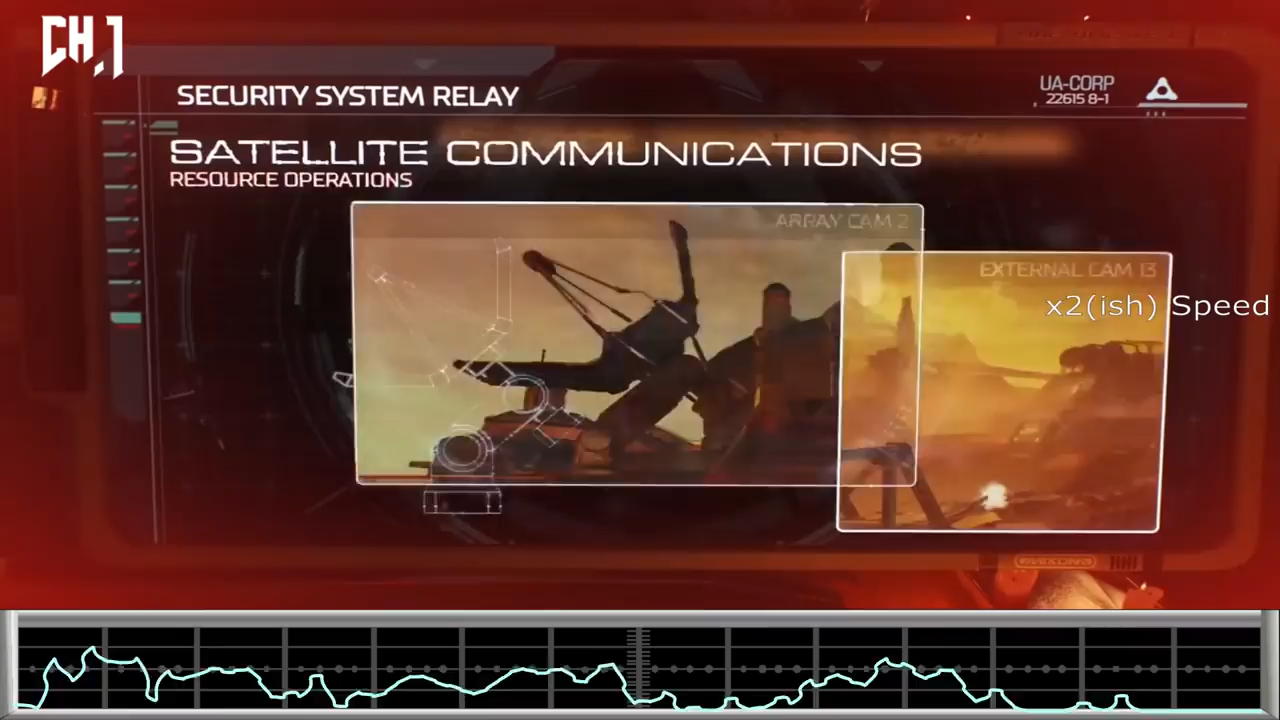 CH.1
SECURITY SYSTEM RELAY
UA-CORP
22615 8-1
SATELLITE COMMUNICATIONS
RESOURCE OPERATIONS
ARRAY CAM 2
EXTERNAL CAM 13
x2(ish) Speed